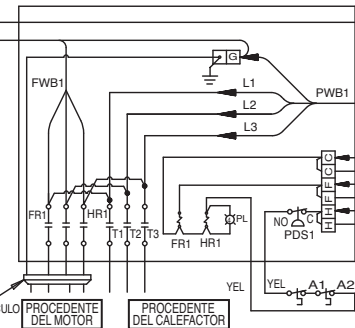 G
L1
FWB1
PWB1
L2
L3
C
C
F
F
H
H
FR1
HR1
T1
T2
T3
PL
NO
C
PDS1
FR1
HR1
YEL
YEL
A1
A2
CULO
PROCEDENTE
DEL MOTOR
PROCEDENTE
DEL CALEFACTOR